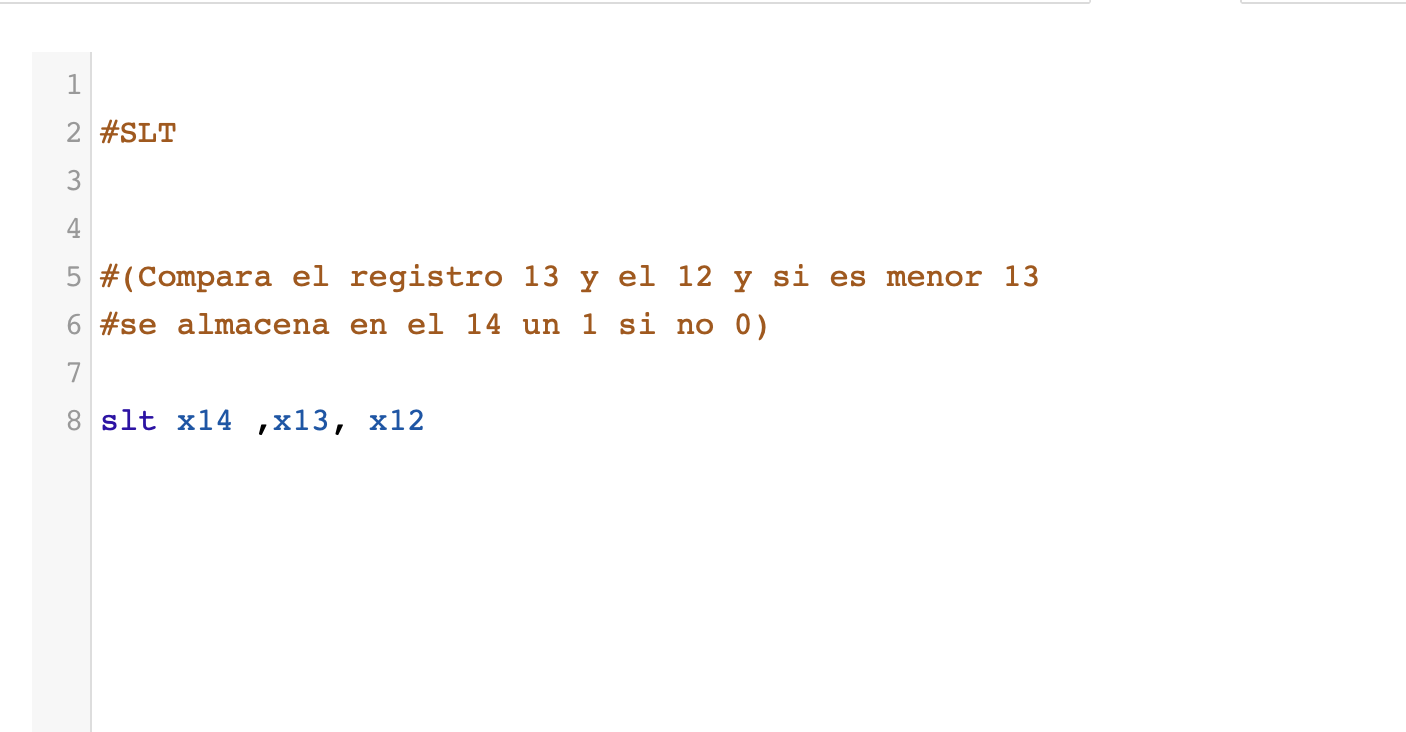 1
2 #SLT
3
4
5 #(Compara el registro 13 y el 12 y si es menor 13
6 #se almacena en el 14 un 1 si no 0)
7
8 slt x14 ,x13, x12